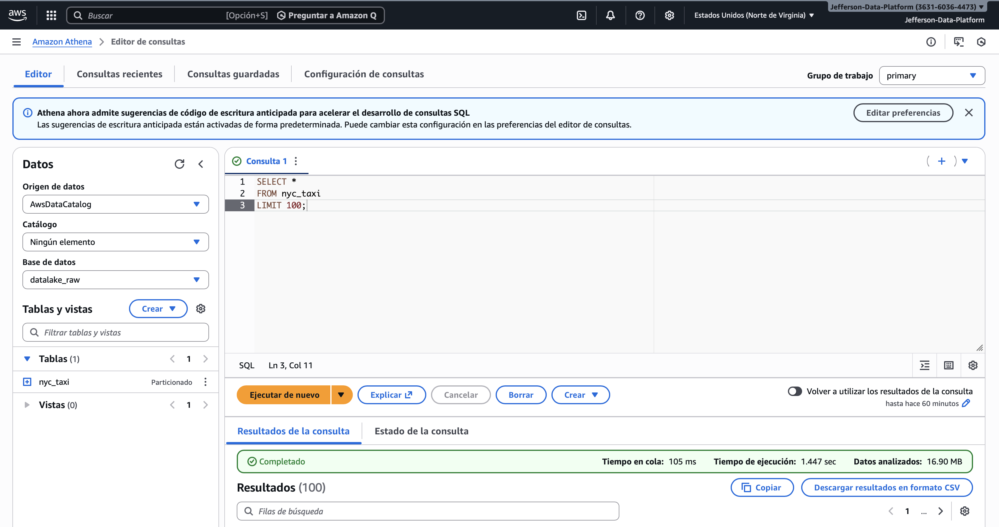 aws
Buscar
[Opción+S]
Preguntar a Amazon Q
Estados Unidos (Norte de Virginia)
Jefferson-Data-Platform (3631-6036-4473)
Jefferson-Data-Platform
Amazon Athena
Editor de consultas
Editor
Consultas recientes
Consultas guardadas
Configuración de consultas
Grupo de trabajo
primary
Athena ahora admite sugerencias de código de escritura anticipada para acelerar el desarrollo de consultas SQL
Las sugerencias de escritura anticipada están activadas de forma predeterminada. Puede cambiar esta configuración en las preferencias del editor de consultas.
Editar preferencias
Datos
Origen de datos
AwsDataCatalog
Catálogo
Ningún elemento
Base de datos
datalake_raw
Tablas y vistas
Crear
Filtrar tablas y vistas
Tablas (1)
1
nyc_taxi
Particionado
Vistas (0)
1
Consulta 1
1 SELECT *
2 FROM nyc_taxi
3 LIMIT 100;
SQL
Ln 3, Col 11
Ejecutar de nuevo
Explicar
Cancelar
Borrar
Crear
Volver a utilizar los resultados de la consulta
hasta hace 60 minutos
Resultados de la consulta
Estado de la consulta
Completado
Tiempo en cola: 105 ms
Tiempo de ejecución: 1.447 sec
Datos analizados: 16.90 MB
Resultados (100)
Copiar
Descargar resultados en formato CSV
Filas de búsqueda
1
...